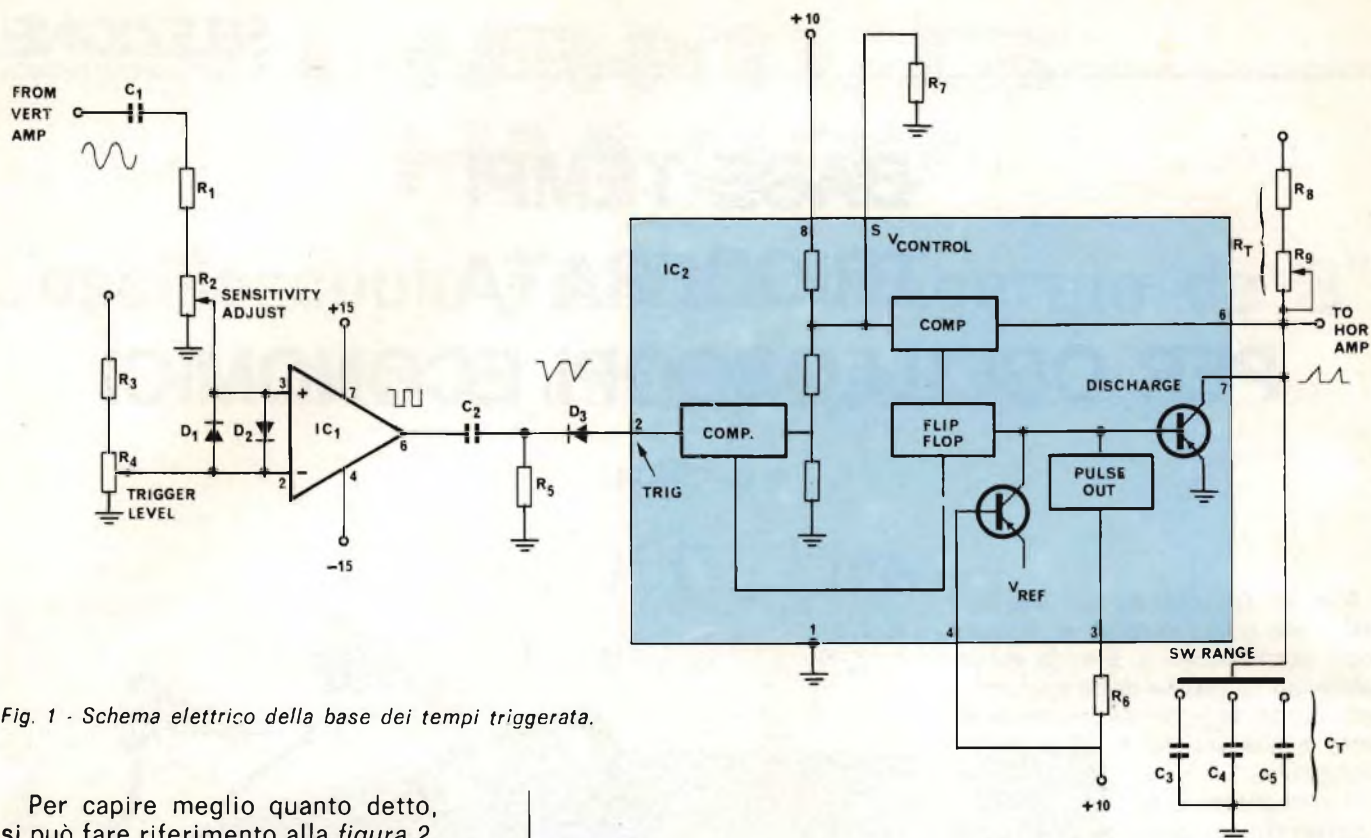 FROM
VERT
AMP
C1
R1
R2
SENSITIVITY
ADJUST
R3
R4
TRIGGER
LEVEL
D1
D2
3
+
2
−
IC1
+15
7
4
−15
6
C2
R5
D3
+10
R7
IC2
8
S
VCONTROL
COMP
2
COMP.
TRIG
FLIP
FLOP
DISCHARGE
PULSE
OUT
VREF
1
4
3
R6
+10
RT
R8
R9
6
TO
HOR
AMP
7
SW RANGE
C3
C4
C5
CT
Fig. 1 - Schema elettrico della base dei tempi triggerata.
Per capire meglio quanto detto,
si può fare riferimento alla figura 2